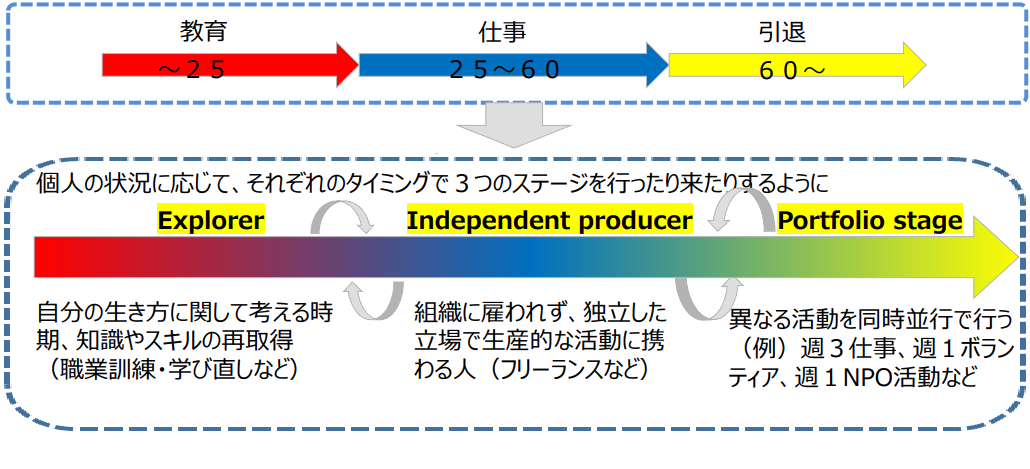 教育 仕事 引退
～２５ ２５～６０ ６０～
個人の状況に応じて、それぞれのタイミングで３つのステージを行ったり来たりするように
Explorer Independent producer Portfolio stage
自分の生き方に関して考える時
期、知識やスキルの再取得
（職業訓練・学び直しなど）
組織に雇われず、独立した
立場で生産的な活動に携
わる人（フリーランスなど）
異なる活動を同時並行で行う
（例）週３仕事、週１ボラン
ティア、週１NPO活動など